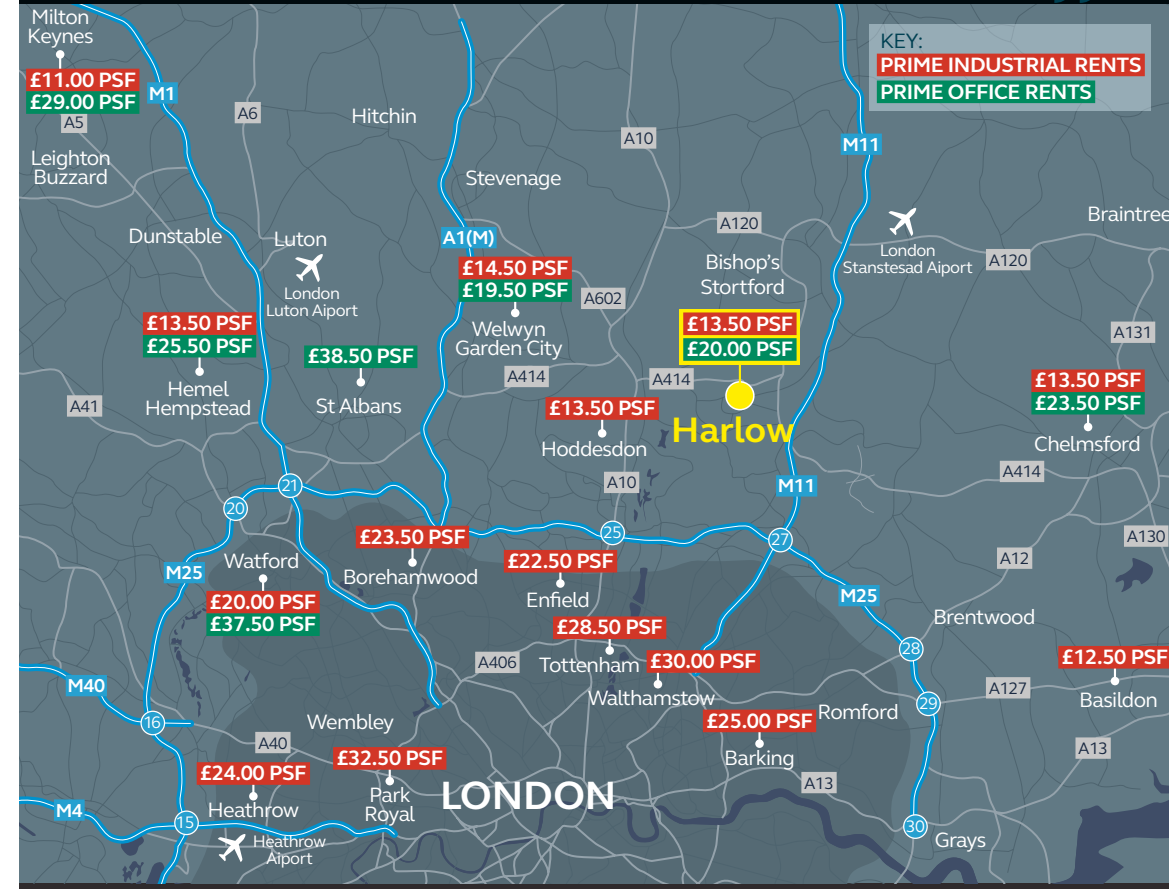 Milton
Keynes
£11.00 PSF
£29.00 PSF
A5
Leighton
Buzzard
M1
A6
Hitchin
A10
M11
KEY:
PRIME INDUSTRIAL RENTS
PRIME OFFICE RENTS
Stevenage
Dunstable
Luton
London
Luton Aiport
A1(M)
£14.50 PSF
£19.50 PSF
Welwyn
Garden City
A602
A120
Bishop's
Stortford
London
Stanstesad Aiport
A120
Braintree
A131
£13.50 PSF
£25.50 PSF
Hemel
Hempstead
£38.50 PSF
St Albans
A41
A414
£13.50 PSF
£20.00 PSF
A414
Harlow
£13.50 PSF
Hoddesdon
£13.50 PSF
£23.50 PSF
Chelmsford
A414
A10
M11
21
20
25
27
A130
A12
£23.50 PSF
Borehamwood
£22.50 PSF
Enfield
Watford
£20.00 PSF
£37.50 PSF
M25
M25
Brentwood
£28.50 PSF
Tottenham
£30.00 PSF
Walthamstow
A406
28
£12.50 PSF
Basildon
A127
29
M40
16
Wembley
A40
£25.00 PSF
Barking
Romford
A13
£32.50 PSF
Park
Royal
£24.00 PSF
Heathrow
LONDON
A13
M4
15
Heathrow
Aiport
30
Grays